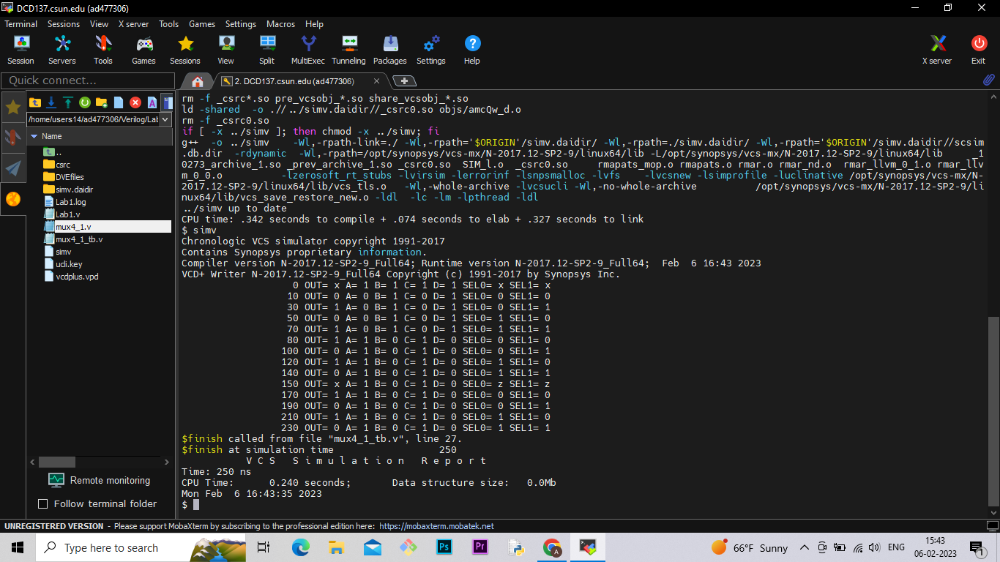 DCD137.csun.edu (ad477306)
Terminal Sessions View X server Tools Games Settings Macros Help
Session Servers Tools Games Sessions View Split MultiExec Tunneling Packages Settings Help X server Exit
Quick connect...
2. DCD137.csun.edu (ad477306)
/home/users14/ad477306/Verilog/Lab
Name
..
csrc
DVEfiles
simv.daidir
Lab1.log
Lab1.v
mux4_1.v
mux4_1_tb.v
simv
ucli.key
vcdplus.vpd
Remote monitoring
Follow terminal folder
rm -f _csrc*.so pre_vcsobj_*.so share_vcsobj_*.so
ld -shared  -o .//../simv.daidir//_csrc0.so objs/amcQw_d.o
rm -f _csrc0.so
if [ -x ../simv ]; then chmod -x ../simv; fi
g++  -o ../simv    -Wl,-rpath-link=./ -Wl,-rpath='$ORIGIN'/simv.daidir/ -Wl,-rpath=./simv.daidir/ -Wl,-rpath='$ORIGIN'/simv.daidir//scsim
.db.dir  -rdynamic  -Wl,-rpath=/opt/synopsys/vcs-mx/N-2017.12-SP2-9/linux64/lib -L/opt/synopsys/vcs-mx/N-2017.12-SP2-9/linux64/lib     _1
0273_archive_1.so _prev_archive_1.so _csrc0.so  SIM_l.o  _csrc0.so     rmapats_mop.o rmapats.o rmar.o rmar_nd.o  rmar_llvm_0_1.o rmar_llv
m_0_0.o          -lzerosoft_rt_stubs -lvirsim -lerrorinf -lsnpsmalloc -lvfs    -lvcsnew -lsimprofile -luclinative /opt/synopsys/vcs-mx/N-
2017.12-SP2-9/linux64/lib/vcs_tls.o   -Wl,-whole-archive -lvcsucli -Wl,-no-whole-archive          /opt/synopsys/vcs-mx/N-2017.12-SP2-9/li
nux64/lib/vcs_save_restore_new.o -ldl  -lc -lm -lpthread -ldl
../simv up to date
CPU time: .342 seconds to compile + .074 seconds to elab + .327 seconds to link
$ simv
Chronologic VCS simulator copyright 1991-2017
Contains Synopsys proprietary information.
Compiler version N-2017.12-SP2-9_Full64; Runtime version N-2017.12-SP2-9_Full64;  Feb  6 16:43 2023
VCD+ Writer N-2017.12-SP2-9_Full64 Copyright (c) 1991-2017 by Synopsys Inc.
0 OUT= x A= 1 B= 1 C= 1 D= 1 SEL0= x SEL1= x
10 OUT= 0 A= 0 B= 1 C= 0 D= 1 SEL0= 0 SEL1= 0
30 OUT= 1 A= 0 B= 1 C= 0 D= 1 SEL0= 0 SEL1= 1
50 OUT= 0 A= 0 B= 1 C= 0 D= 1 SEL0= 1 SEL1= 0
70 OUT= 1 A= 0 B= 1 C= 0 D= 1 SEL0= 1 SEL1= 1
80 OUT= 1 A= 1 B= 0 C= 1 D= 0 SEL0= 0 SEL1= 0
100 OUT= 0 A= 1 B= 0 C= 1 D= 0 SEL0= 0 SEL1= 1
120 OUT= 1 A= 1 B= 0 C= 1 D= 0 SEL0= 1 SEL1= 0
140 OUT= 0 A= 1 B= 0 C= 1 D= 0 SEL0= 1 SEL1= 1
150 OUT= x A= 1 B= 0 C= 1 D= 0 SEL0= z SEL1= z
170 OUT= 1 A= 1 B= 0 C= 1 D= 0 SEL0= 0 SEL1= 0
190 OUT= 0 A= 1 B= 0 C= 1 D= 0 SEL0= 0 SEL1= 1
210 OUT= 1 A= 1 B= 0 C= 1 D= 0 SEL0= 1 SEL1= 0
230 OUT= 0 A= 1 B= 0 C= 1 D= 0 SEL0= 1 SEL1= 1
$finish called from file "mux4_1_tb.v", line 27.
$finish at simulation time                  250
V C S   S i m u l a t i o n   R e p o r t
Time: 250 ns
CPU Time:      0.240 seconds;       Data structure size:   0.0Mb
Mon Feb  6 16:43:35 2023
$
UNREGISTERED VERSION - Please support MobaXterm by subscribing to the professional edition here: https://mobaxterm.mobatek.net
Type here to search
Ps
Pr
A
66°F Sunny
ENG
15:43
06-02-2023
1